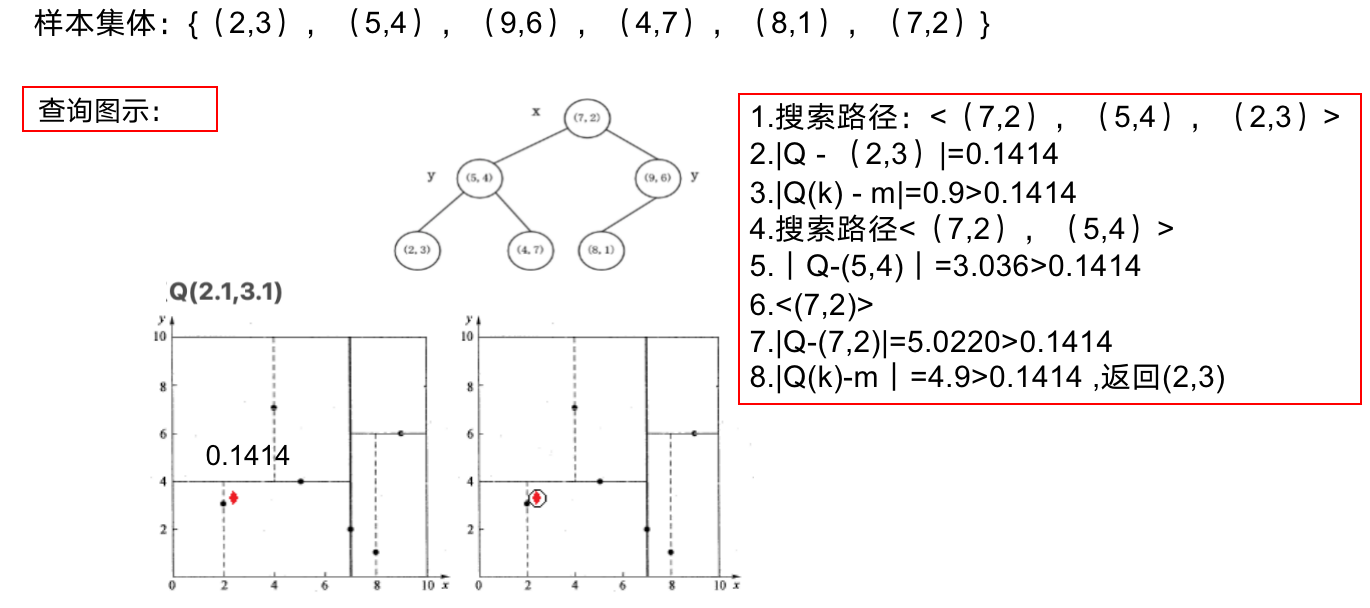 样本集体：{（2,3），（5,4），（9,6），（4,7），（8,1），（7,2）}
查询图示：
x
(7, 2)
y
(5, 4)
(9, 6)
y
(2, 3)
(4, 7)
(8, 1)
1.搜索路径：<（7,2），（5,4），（2,3）>
2.|Q -（2,3）|=0.1414
3.|Q(k) - m|=0.9>0.1414
4.搜索路径<（7,2），（5,4）>
5.｜Q-(5,4)｜=3.036>0.1414
6.<(7,2)>
7.|Q-(7,2)|=5.0220>0.1414
8.|Q(k)-m｜=4.9>0.1414 ,返回(2,3)
Q(2.1,3.1)
y
10
8
6
0.1414
4
2
0 2 4 6 8 10 x
y
10
8
6
4
2
0 2 4 6 8 10 x